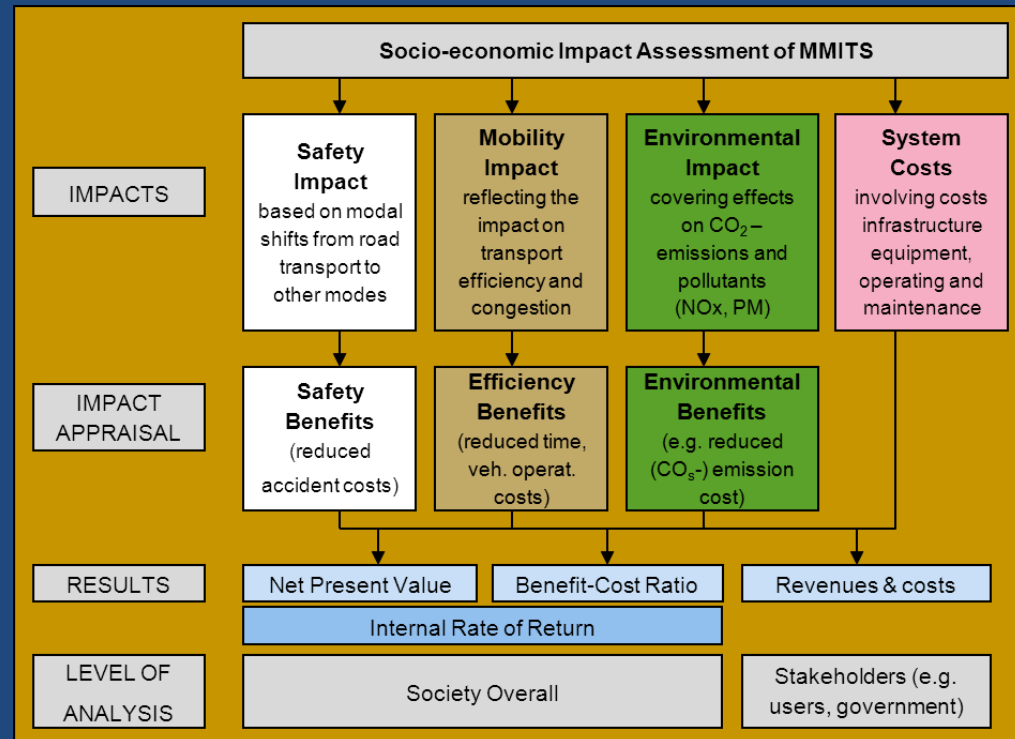 Socio-economic Impact Assessment of MMITS
IMPACTS
Safety
Impact
based on modal
shifts from road
transport to
other modes
Mobility
Impact
reflecting the
impact on
transport
efficiency and
congestion
Environmental
Impact
covering effects
on CO₂ –
emissions and
pollutants
(NOx, PM)
System
Costs
involving costs
infrastructure
equipment,
operating and
maintenance
IMPACT
APPRAISAL
Safety
Benefits
(reduced
accident costs)
Efficiency
Benefits
(reduced time,
veh. operat.
costs)
Environmental
Benefits
(e.g. reduced
(COₛ-) emission
cost)
RESULTS
Net Present Value
Benefit-Cost Ratio
Revenues & costs
Internal Rate of Return
LEVEL OF
ANALYSIS
Society Overall
Stakeholders (e.g.
users, government)